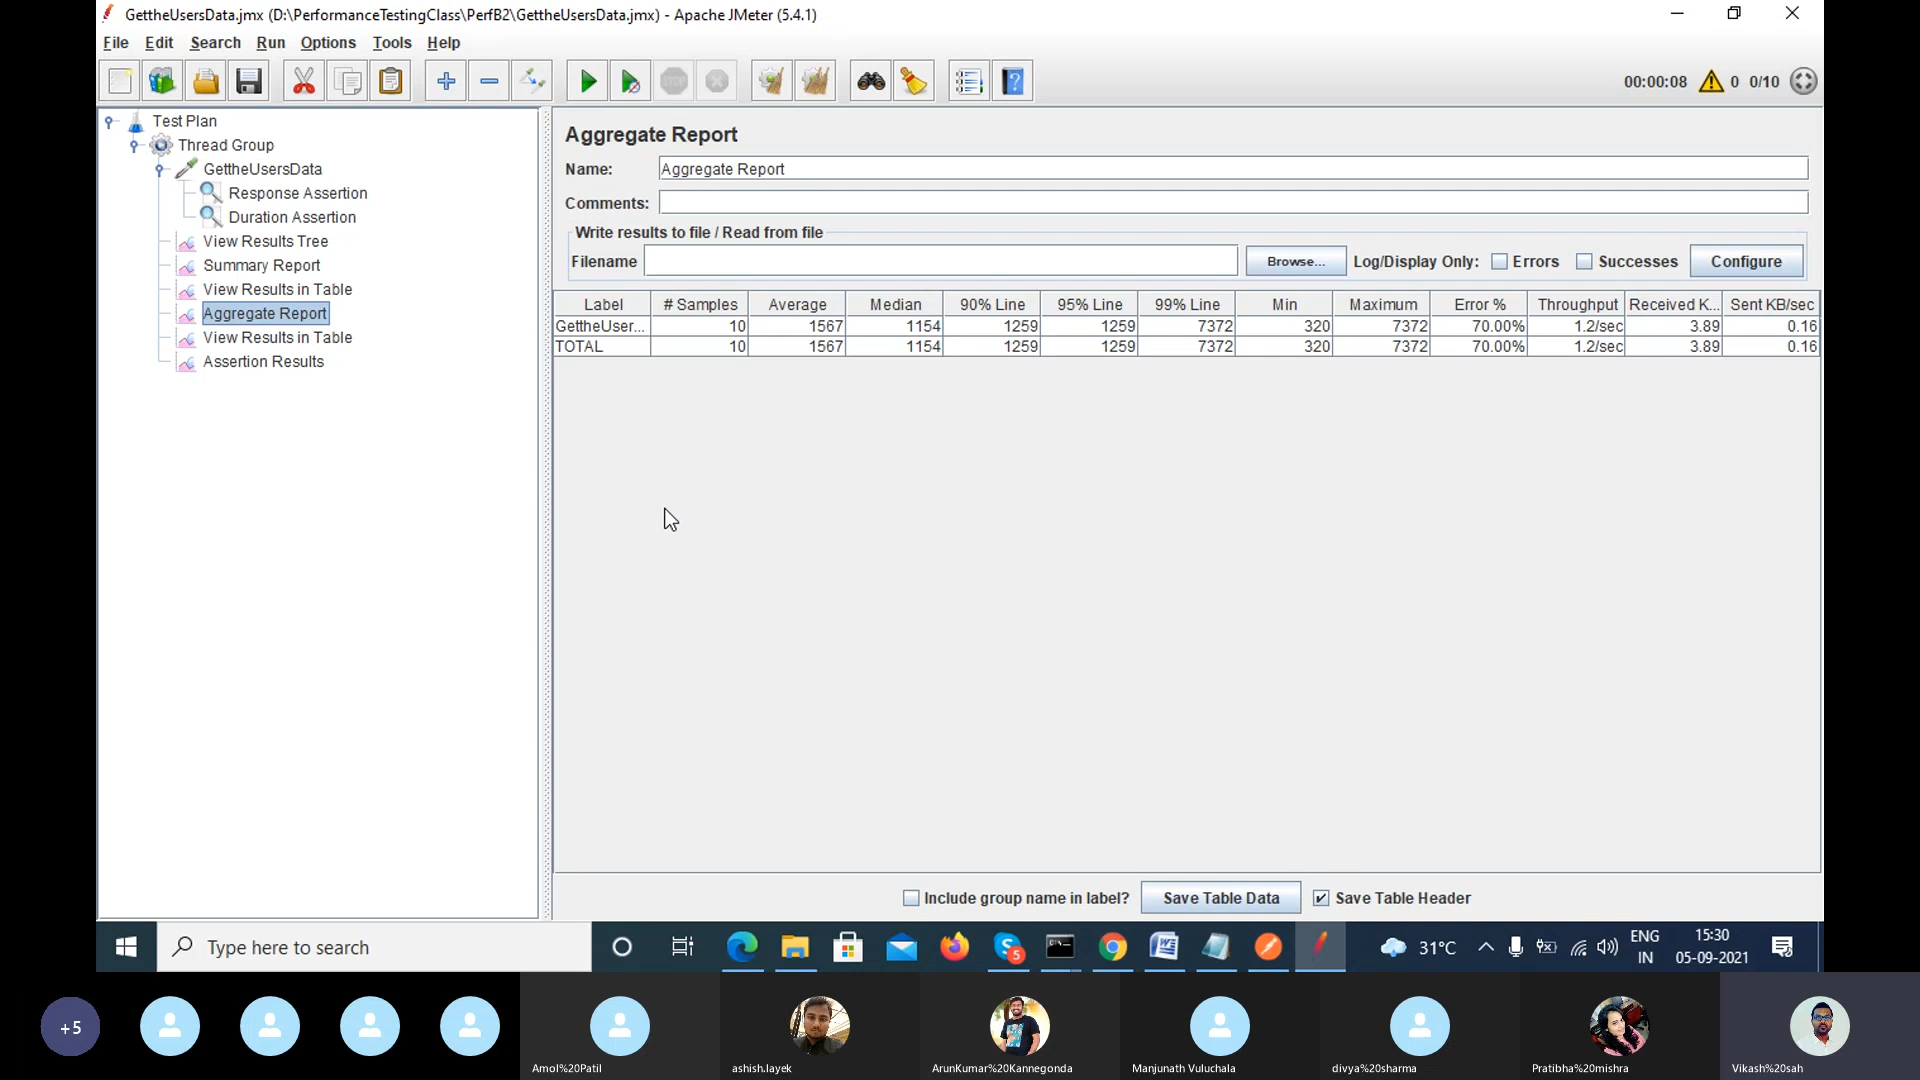 GettheUsersData.jmx (D:\PerformanceTestingClass\PerfB2\GettheUsersData.jmx) - Apache JMeter (5.4.1)
File Edit Search Run Options Tools Help
STOP
00:00:08 0 0/10
Test Plan
Thread Group
GettheUsersData
Response Assertion
Duration Assertion
View Results Tree
Summary Report
View Results in Table
Aggregate Report
View Results in Table
Assertion Results
Aggregate Report
Name: Aggregate Report
Comments:
Write results to file / Read from file
Filename Browse... Log/Display Only: Errors Successes Configure
Label # Samples Average Median 90% Line 95% Line 99% Line Min Maximum Error % Throughput Received K... Sent KB/sec
GettheUser... 10 1567 1154 1259 1259 7372 320 7372 70.00% 1.2/sec 3.89 0.16
TOTAL 10 1567 1154 1259 1259 7372 320 7372 70.00% 1.2/sec 3.89 0.16
Include group name in label? Save Table Data Save Table Header
Type here to search
5
31°C
ENG
IN
15:30
05-09-2021
+5
Amol%20Patil
ashish.layek
ArunKumar%20Kannegonda
Manjunath Vuluchala
divya%20sharma
Pratibha%20mishra
Vikash%20sah